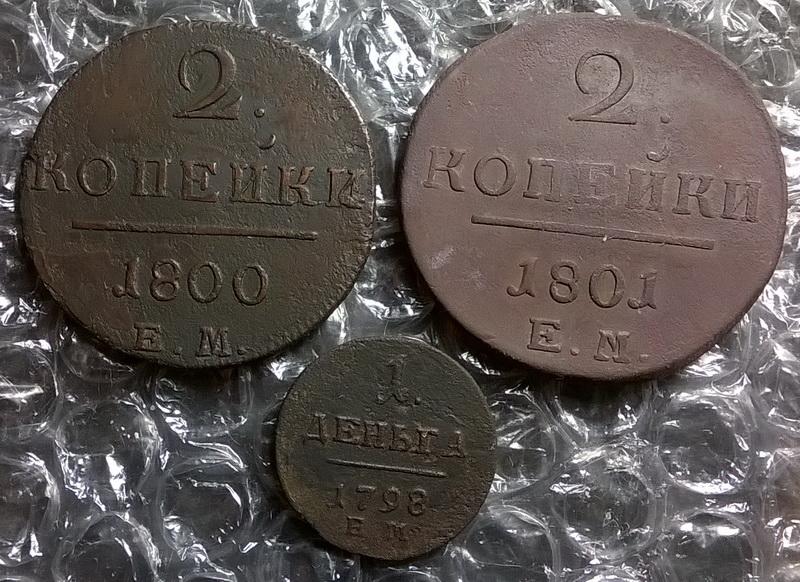 2.
КОПЕЙКИ
1800
Е.М.
2.
КОПЕЙКИ
1801
Е.М.
1.
ДЕНЬГА
1798
Е М